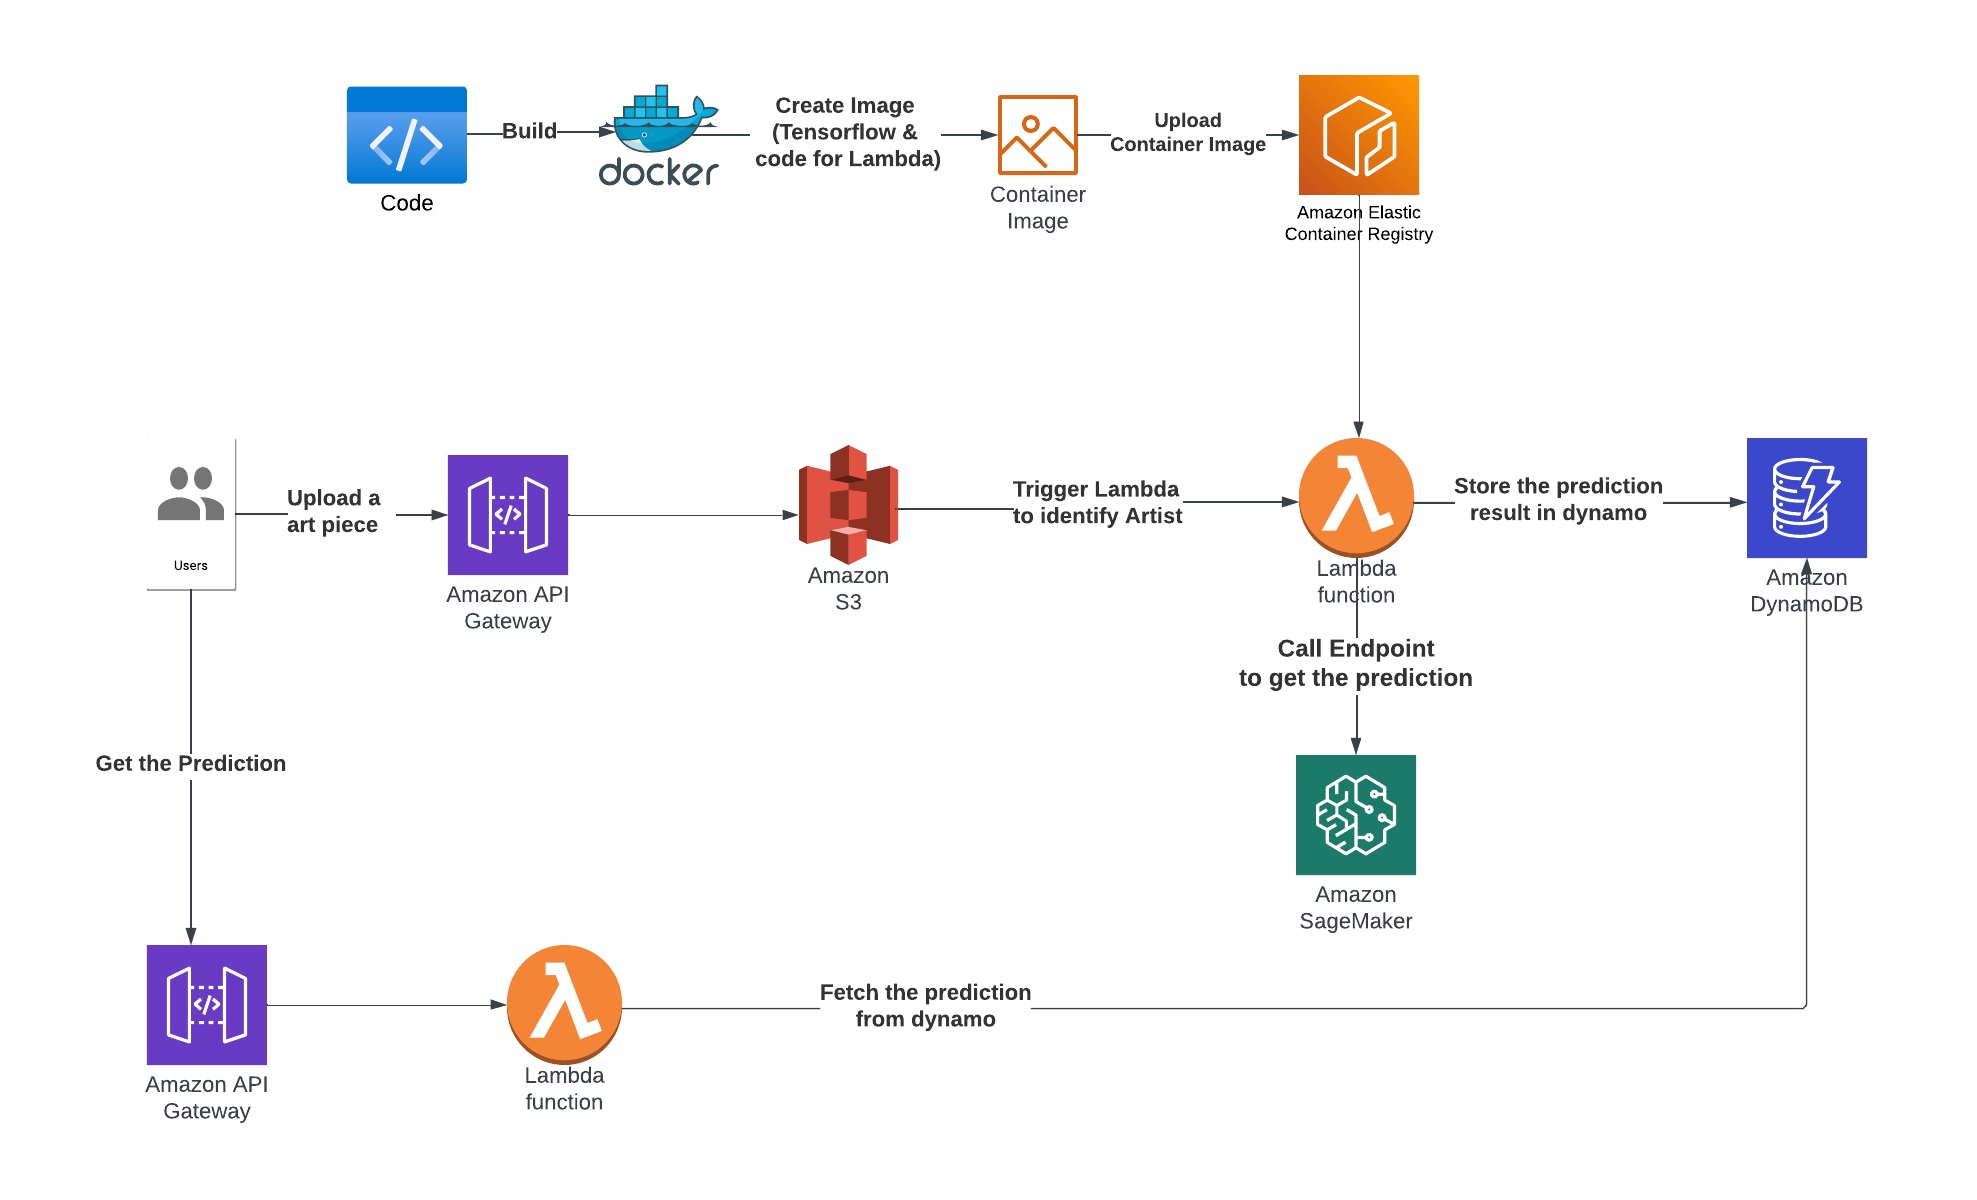 Build
docker
Create Image
(Tensorflow &
code for Lambda)
Upload
Container Image
Code
Container
Image
Amazon Elastic
Container Registry
Users
Upload a
art piece
Amazon API
Gateway
Amazon
S3
Trigger Lambda
to identify Artist
Lambda
function
Store the prediction
result in dynamo
Amazon
DynamoDB
Call Endpoint
to get the prediction
Amazon
SageMaker
Get the Prediction
Amazon API
Gateway
Lambda
function
Fetch the prediction
from dynamo